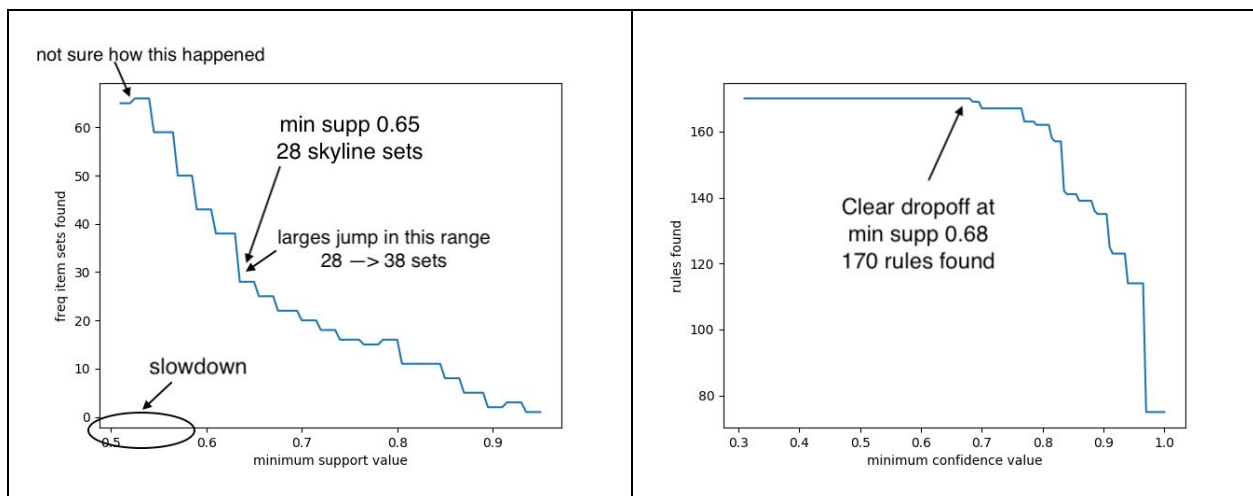 not sure how this happened
min supp 0.65
28 skyline sets
larges jump in this range
28 —> 38 sets
slowdown
freq item sets found
60
50
40
30
20
10
0
0.5
0.6
0.7
0.8
0.9
minimum support value
Clear dropoff at
min supp 0.68
170 rules found
rules found
160
140
120
100
80
0.3
0.4
0.5
0.6
0.7
0.8
0.9
1.0
minimum confidence value